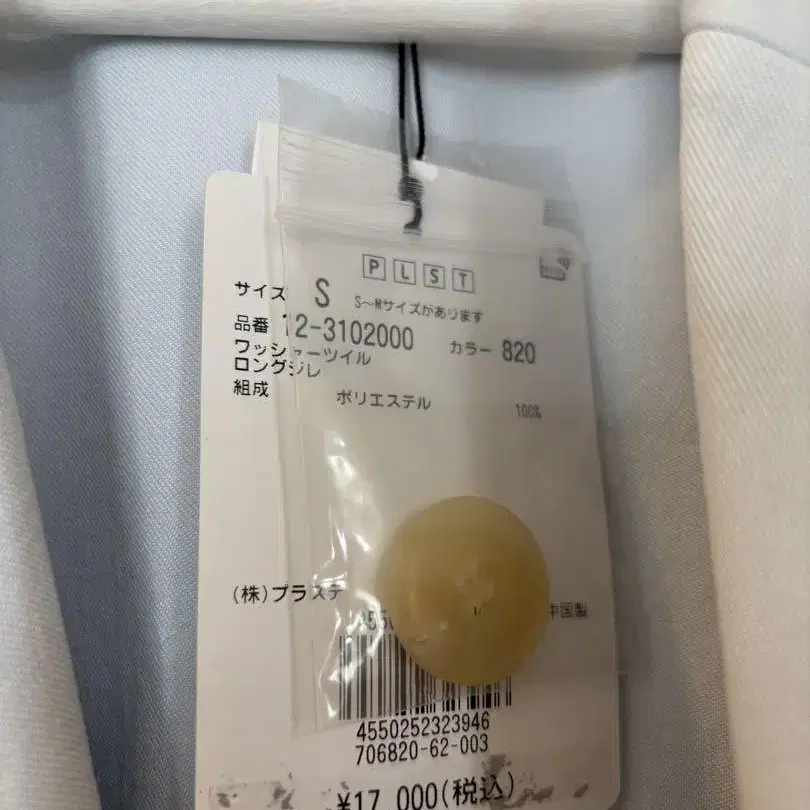 PLST
サイズ S S～Mサイズがあります
品番 12-3102000 カラー 820
ワッシャーツイル
ロングジレ
組成 ポリエステル 100%
(株)プラステ
中国製
4550252323946
706820-62-003
¥17,000(税込)